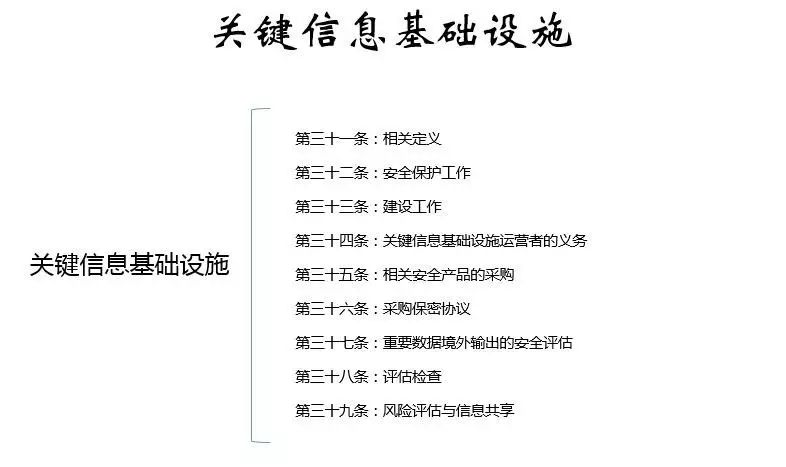 关键信息基础设施
第三十一条：相关定义
第三十二条：安全保护工作
第三十三条：建设工作
第三十四条：关键信息基础设施运营者的义务
关键信息基础设施
第三十五条：相关安全产品的采购
第三十六条：采购保密协议
第三十七条：重要数据境外输出的安全评估
第三十八条：评估检查
第三十九条：风险评估与信息共享